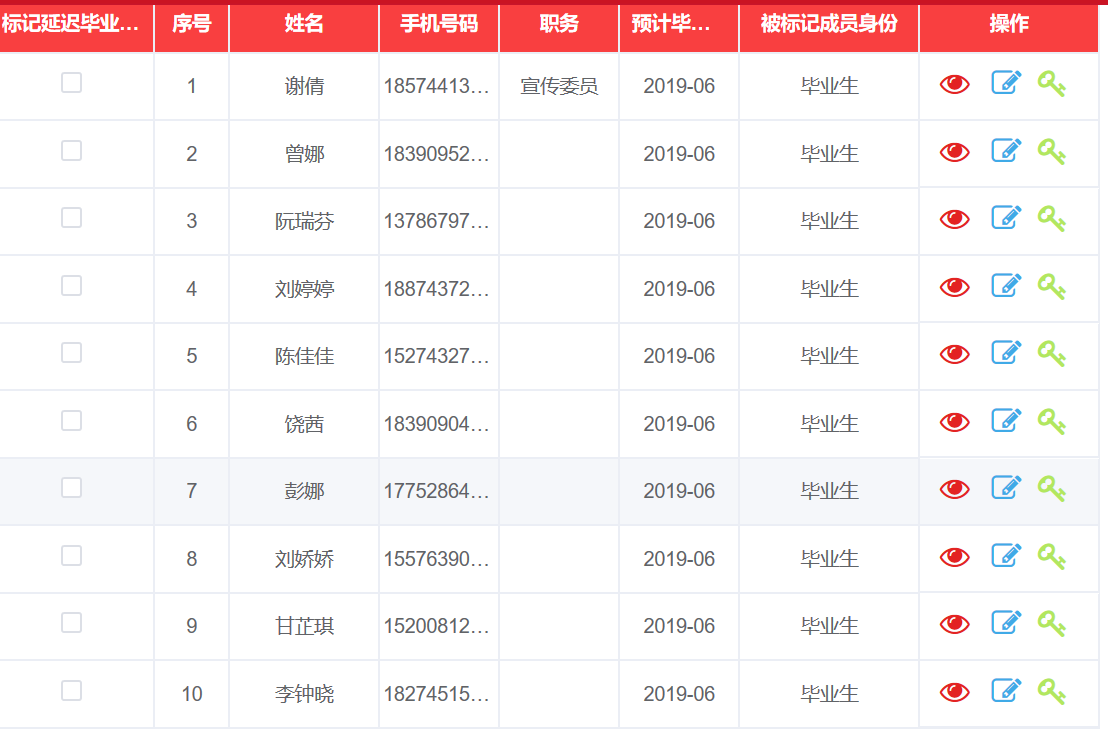 标记延迟毕业... 序号 姓名 手机号码 职务 预计毕... 被标记成员身份 操作
1 谢倩 18574413... 宣传委员 2019-06 毕业生
2 曾娜 18390952... 2019-06 毕业生
3 阮瑞芬 13786797... 2019-06 毕业生
4 刘婷婷 18874372... 2019-06 毕业生
5 陈佳佳 15274327... 2019-06 毕业生
6 饶茜 18390904... 2019-06 毕业生
7 彭娜 17752864... 2019-06 毕业生
8 刘娇娇 15576390... 2019-06 毕业生
9 甘芷琪 15200812... 2019-06 毕业生
10 李钟晓 18274515... 2019-06 毕业生